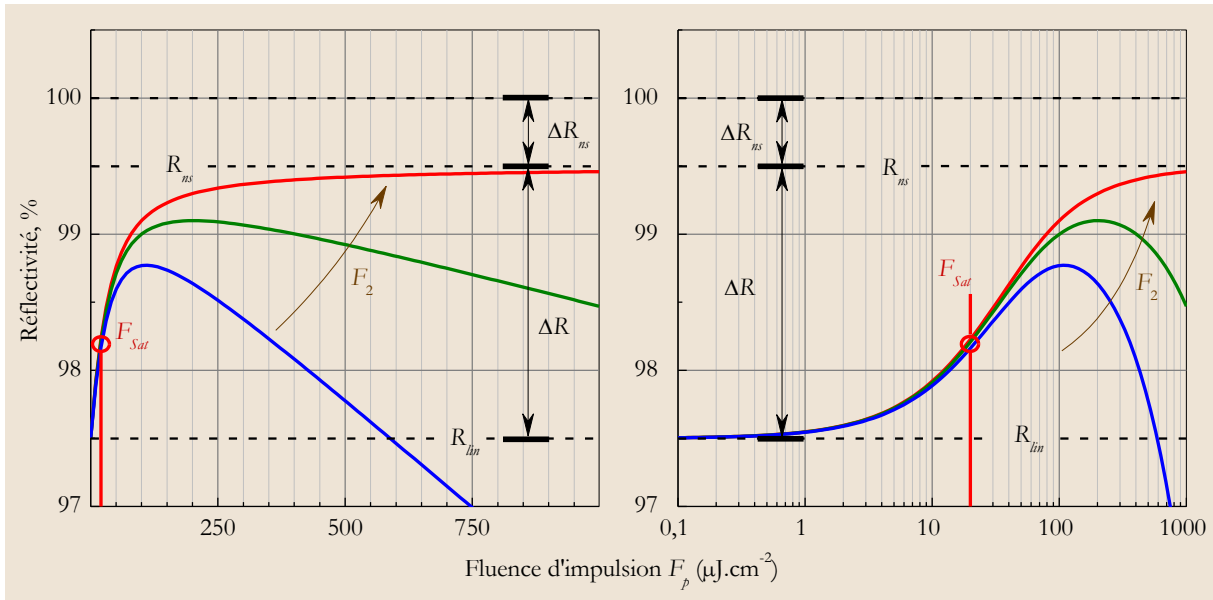 Réflectivité, %
100
99
98
97
ΔR_ns
R_ns
F_2
F_Sat
ΔR
R_lin
250
500
750
100
99
98
97
ΔR_ns
R_ns
ΔR
F_Sat
F_2
R_lin
0,1
1
10
100
1000
Fluence d'impulsion F_p (μJ.cm⁻²)